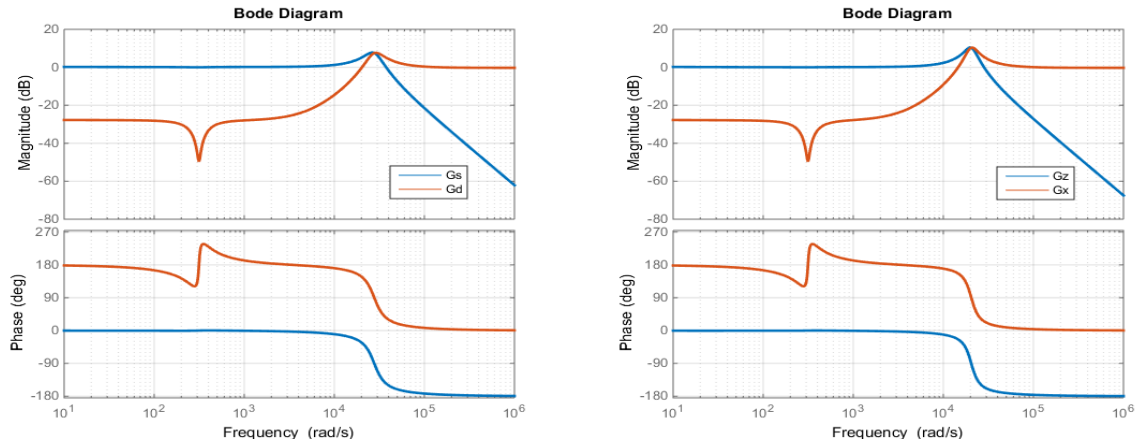 Bode Diagram
20
0
-20
-40
-60
-80
Magnitude (dB)
Gs
Gd
270
180
90
0
-90
-180
Phase (deg)
10^1 10^2 10^3 10^4 10^5 10^6
Frequency (rad/s)
Bode Diagram
20
0
-20
-40
-60
-80
Magnitude (dB)
Gz
Gx
270
180
90
0
-90
-180
Phase (deg)
10^1 10^2 10^3 10^4 10^5 10^6
Frequency (rad/s)